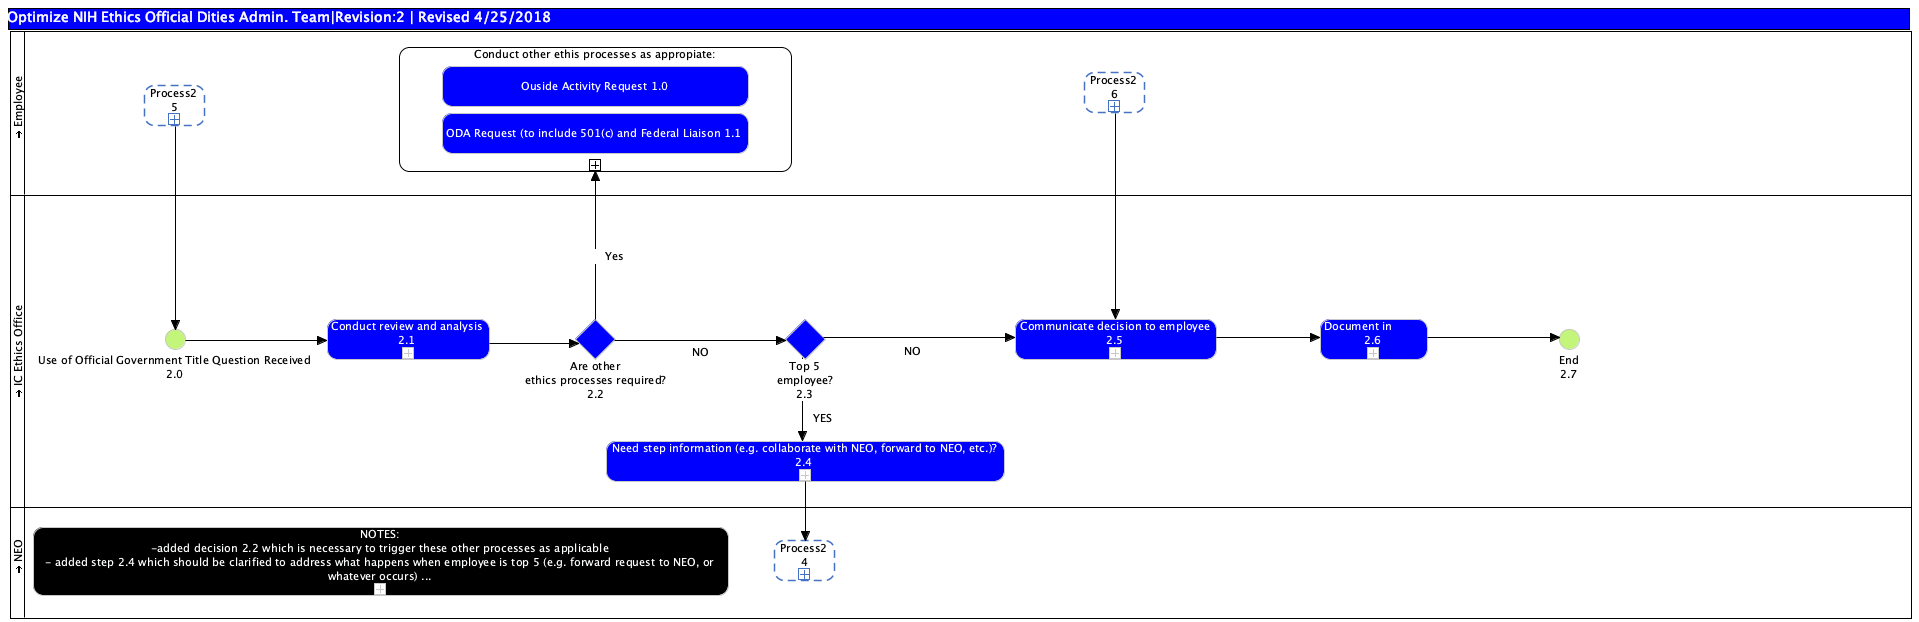 Optimize NIH Ethics Official Dities Admin. Team|Revision:2 | Revised 4/25/2018
Employee
Process2
5
Conduct other ethis processes as appropiate:
Ouside Activity Request 1.0
ODA Request (to include 501(c) and Federal Liaison 1.1
Process2
6
IC Ethics Office
Yes
Use of Official Government Title Question Received
2.0
Conduct review and analysis
2.1
Are other
ethics processes required?
2.2
NO
Top 5
employee?
2.3
NO
YES
Need step information (e.g. collaborate with NEO, forward to NEO, etc.)?
2.4
Communicate decision to employee
2.5
Document in
2.6
End
2.7
NEO
NOTES:
-added decision 2.2 which is necessary to trigger these other processes as applicable
- added step 2.4 which should be clarified to address what happens when employee is top 5 (e.g. forward request to NEO, or
whatever occurs) ...
Process2
4